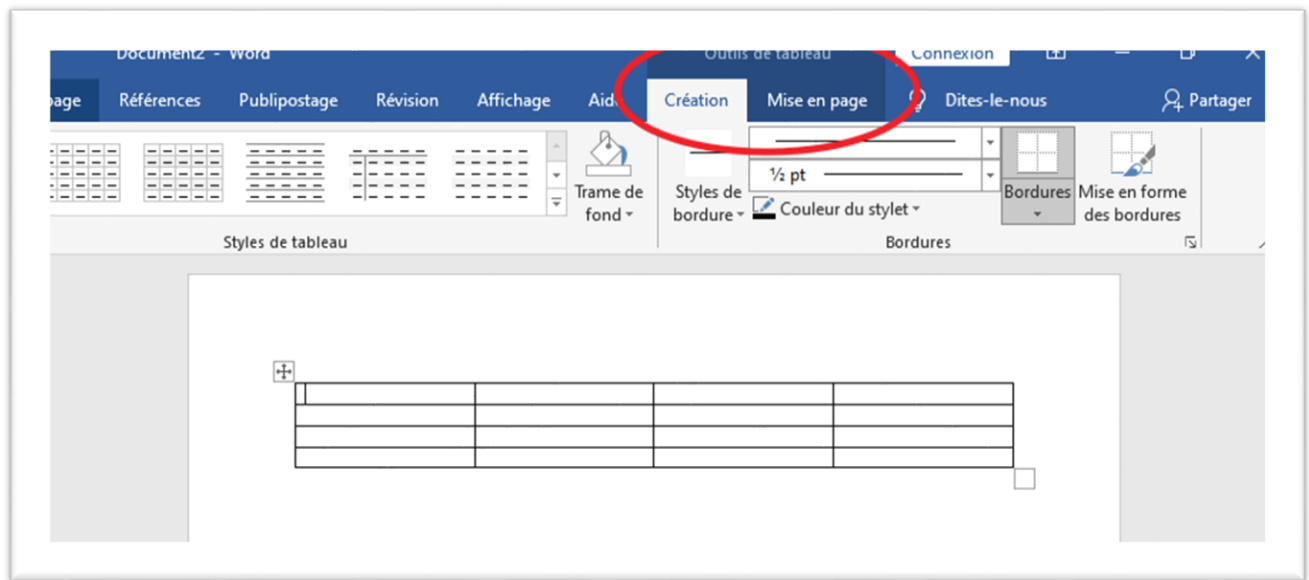 Document2 - Word Outils de tableau Connexion
page Références Publipostage Révision Affichage Aide Création Mise en page Dites-le-nous Partager
½ pt
Trame de fond
Styles de bordure
Couleur du stylet
Bordures
Mise en forme des bordures
Styles de tableau Bordures